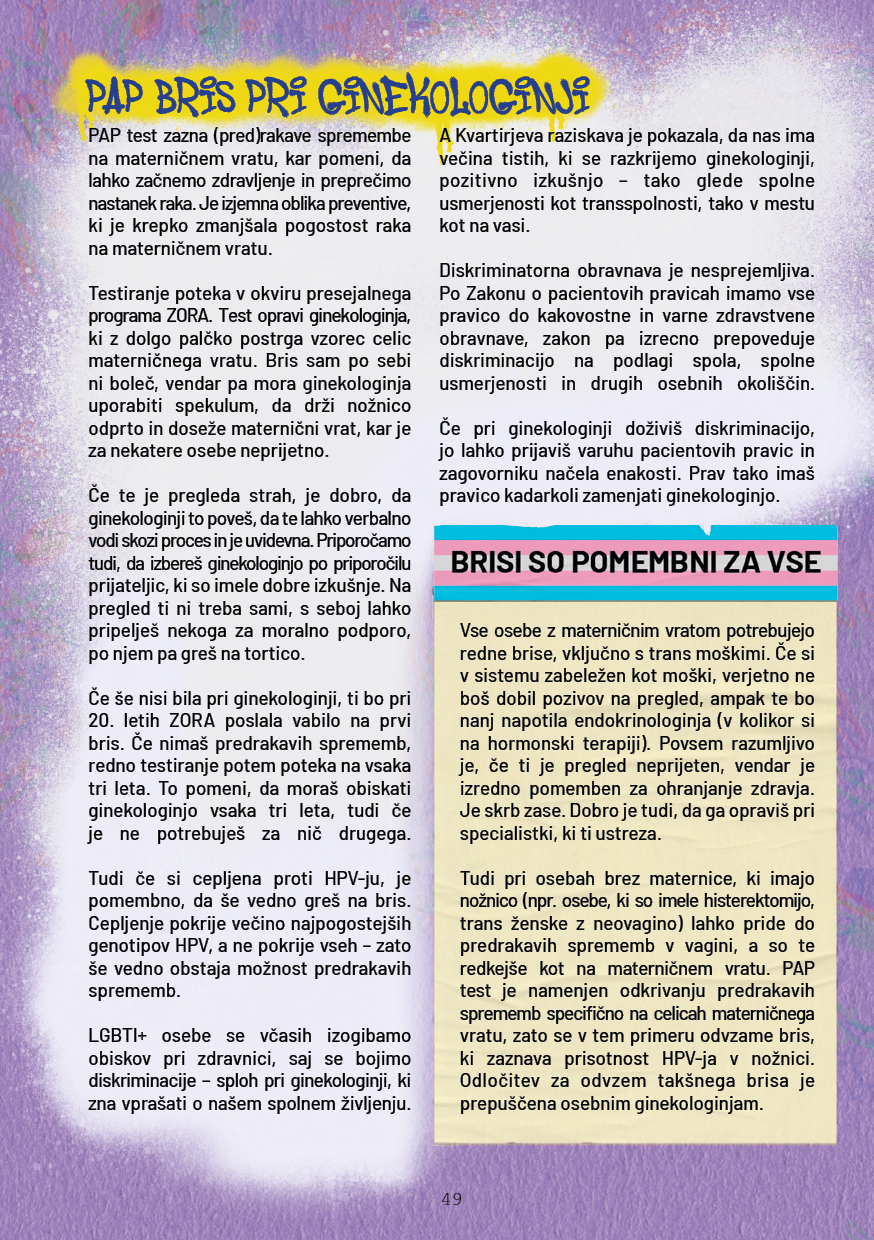 PAP BRIS PRI GINEKOLOGINJI
PAP test zazna (pred)rakave spremembe
na materničnem vratu, kar pomeni, da
lahko začnemo zdravljenje in preprečimo
nastanek raka. Je izjemna oblika preventive,
ki je krepko zmanjšala pogostost raka
na materničnem vratu.
Testiranje poteka v okviru presejalnega
programa ZORA. Test opravi ginekologinja,
ki z dolgo palčko postrga vzorec celic
materničnega vratu. Bris sam po sebi
ni boleč, vendar pa mora ginekologinja
uporabiti spekulum, da drži nožnico
odprto in doseže maternični vrat, kar je
za nekatere osebe neprijetno.
Če te je pregleda strah, je dobro, da
ginekologinji to poveš, da te lahko verbalno
vodi skozi proces in je uvidevna. Priporočamo
tudi, da izbereš ginekologinjo po priporočilu
prijateljic, ki so imele dobre izkušnje. Na
pregled ti ni treba sami, s seboj lahko
pripelješ nekoga za moralno podporo,
po njem pa greš na tortico.
Če še nisi bila pri ginekologinji, ti bo pri
20. letih ZORA poslala vabilo na prvi
bris. Če nimaš predrakavih sprememb,
redno testiranje potem poteka na vsaka
tri leta. To pomeni, da moraš obiskati
ginekologinjo vsaka tri leta, tudi če
je ne potrebuješ za nič drugega.
Tudi če si cepljena proti HPV-ju, je
pomembno, da še vedno greš na bris.
Cepljenje pokrije večino najpogostejših
genotipov HPV, a ne pokrije vseh – zato
še vedno obstaja možnost predrakavih
sprememb.
LGBTI+ osebe se včasih izogibamo
obiskov pri zdravnici, saj se bojimo
diskriminacije – sploh pri ginekologinji, ki
zna vprašati o našem spolnem življenju.
A Kvartirjeva raziskava je pokazala, da nas ima
večina tistih, ki se razkrijemo ginekologinji,
pozitivno izkušnjo – tako glede spolne
usmerjenosti kot transspolnosti, tako v mestu
kot na vasi.
Diskriminatorna obravnava je nesprejemljiva.
Po Zakonu o pacientovih pravicah imamo vse
pravico do kakovostne in varne zdravstvene
obravnave, zakon pa izrecno prepoveduje
diskriminacijo na podlagi spola, spolne
usmerjenosti in drugih osebnih okoliščin.
Če pri ginekologinji doživiš diskriminacijo,
jo lahko prijaviš varuhu pacientovih pravic in
zagovorniku načela enakosti. Prav tako imaš
pravico kadarkoli zamenjati ginekologinjo.
BRISI SO POMEMBNI ZA VSE
Vse osebe z materničnim vratom potrebujejo
redne brise, vključno s trans moškimi. Če si
v sistemu zabeležen kot moški, verjetno ne
boš dobil pozivov na pregled, ampak te bo
nanj napotila endokrinologinja (v kolikor si
na hormonski terapiji). Povsem razumljivo
je, če ti je pregled neprijeten, vendar je
izredno pomemben za ohranjanje zdravja.
Je skrb zase. Dobro je tudi, da ga opraviš pri
specialistki, ki ti ustreza.
Tudi pri osebah brez maternice, ki imajo
nožnico (npr. osebe, ki so imele histerektomijo,
trans ženske z neovagino) lahko pride do
predrakavih sprememb v vagini, a so te
redkejše kot na materničnem vratu. PAP
test je namenjen odkrivanju predrakavih
sprememb specifično na celicah materničnega
vratu, zato se v tem primeru odvzame bris,
ki zaznava prisotnost HPV-ja v nožnici.
Odločitev za odvzem takšnega brisa je
prepuščena osebnim ginekologinjam.
49